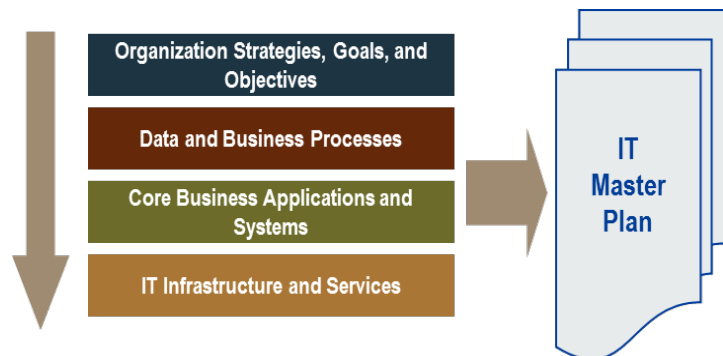 Organization Strategies, Goals, and
Objectives
Data and Business Processes
Core Business Applications and
Systems
IT Infrastructure and Services
IT
Master
Plan